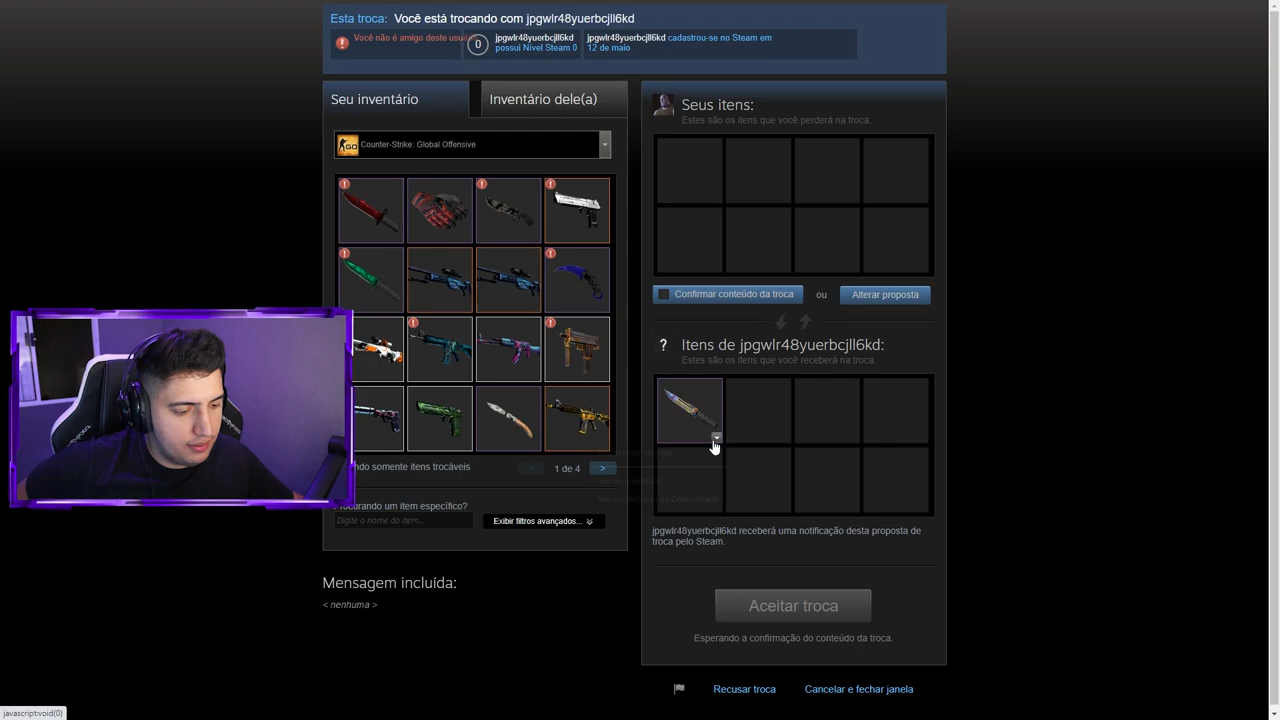 Esta troca: Você está trocando com jpgwlr48yuerbcjll6kd
Você não é amigo deste
0
jpgwlr48yuerbcjll6kd
possui Nível Steam 0
jpgwlr48yuerbcjll6kd cadastrou-se no Steam em
12 de maio
Seu inventário
Inventário dele(a)
GO
Counter-Strike: Global Offensive
Seus itens:
Estes são os itens que você perderá na troca.
Confirmar conteúdo da troca
ou
Alterar proposta
? Itens de jpgwlr48yuerbcjll6kd:
Estes são os itens que você receberá na troca.
somente itens trocáveis
<
1 de 4
>
rocurando um item específico?
Digite o nome do item...
Exibir filtros avançados...
jpgwlr48yuerbcjll6kd receberá uma notificação desta proposta de
troca pelo Steam.
Mensagem incluída:
< nenhuma >
Aceitar troca
Esperando a confirmação do conteúdo da troca.
Recusar troca
Cancelar e fechar janela
javascript:void(0)